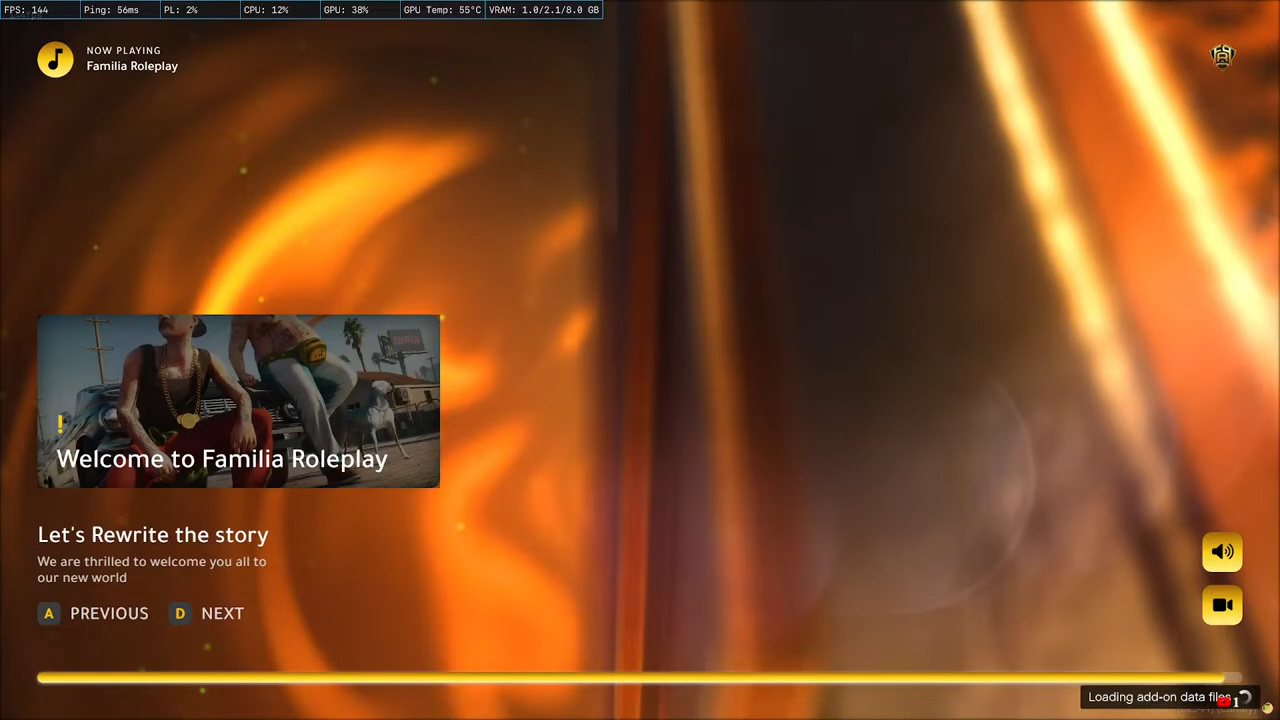 FPS: 144 Ping: 56ms PL: 2% CPU: 12% GPU: 38% GPU Temp: 55°C VRAM: 1.0/2.1/8.0 GB
NOW PLAYING
Familia Roleplay
!
Welcome to Familia Roleplay
Let's Rewrite the story
We are thrilled to welcome you all to
our new world
A PREVIOUS D NEXT
Loading add-on data files
1